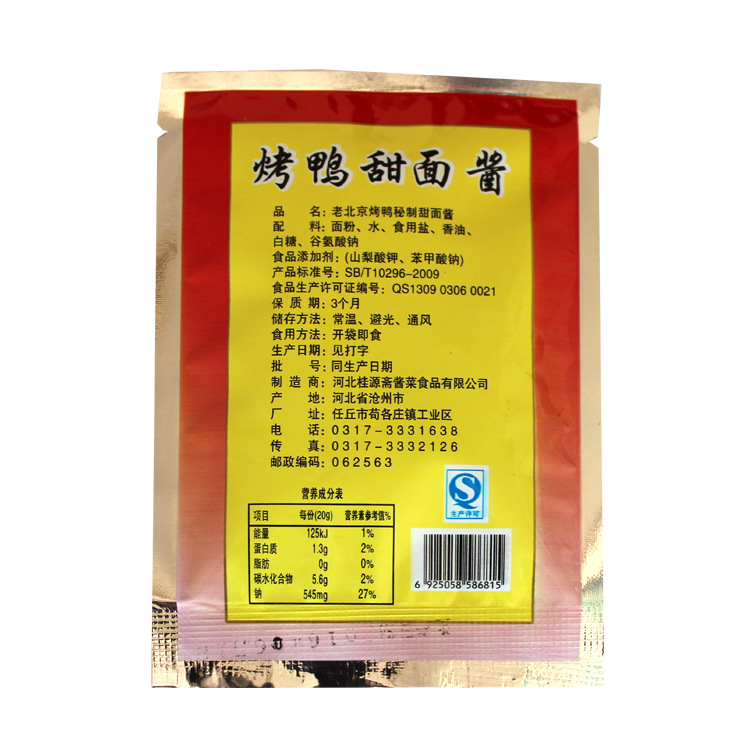 烤鸭甜面酱
品 名：老北京烤鸭秘制甜面酱
配 料：面粉、水、食用盐、香油、
白糖、谷氨酸钠
食品添加剂：(山梨酸钾、苯甲酸钠)
产品标准号：SB/T10296-2009
食品生产许可证编号：QS1309 0306 0021
保 质 期：3个月
储存方法：常温、避光、通风
食用方法：开袋即食
生产日期：见打字
批 号：同生产日期
制 造 商：河北桂源斋酱菜食品有限公司
产 地：河北省沧州市
厂 址：任丘市苟各庄镇工业区
电 话：0317-3331638
传 真：0317-3332126
邮政编码：062563
营养成分表
项目 每份(20g) 营养素参考值%
能量 125kJ 1%
蛋白质 1.3g 2%
脂肪 0g 0%
碳水化合物 5.6g 2%
钠 545mg 27%
生产许可
6 925058 586815